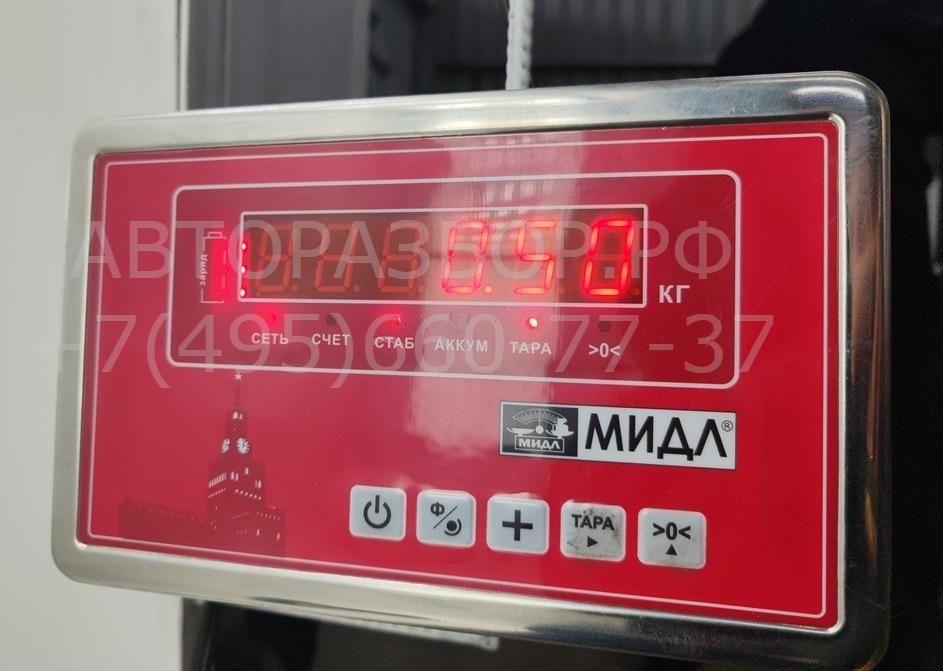 АВТОРАЗБОР.РФ
+7(495)660-77-37
заряд
0.50
КГ
СЕТЬ СЧЕТ СТАБ АККУМ ТАРА >0<
МИДЛ МИДЛ®
Ф/ + ТАРА >0<